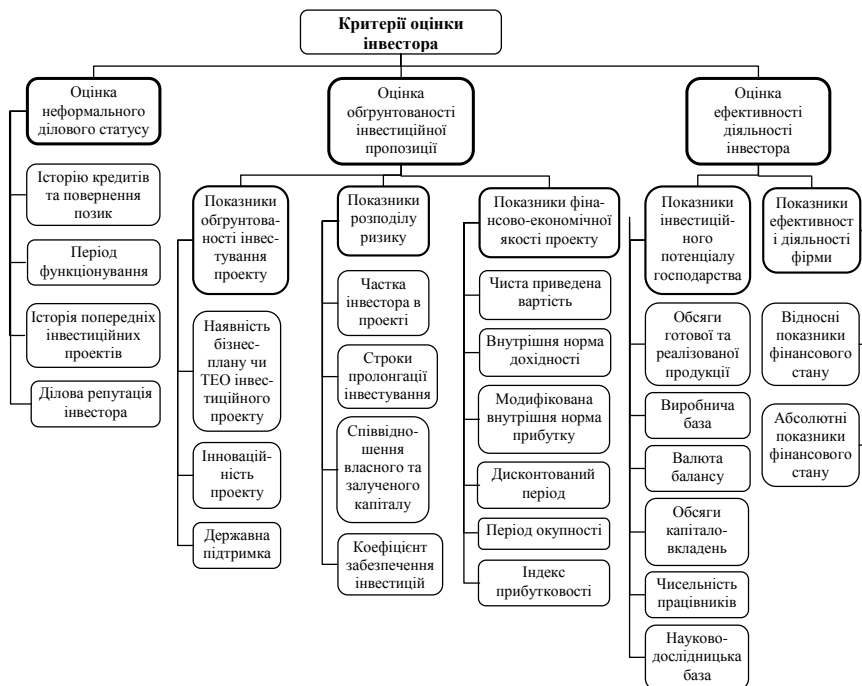 Критерії оцінки
інвестора
Оцінка
неформального
ділового статусу
Історію кредитів
та повернення
позик
Період
функціонування
Історія попередніх
інвестиційних
проектів
Ділова репутація
інвестора
Оцінка
обґрунтованості
інвестиційної
пропозиції
Показники
обґрунтова-
ності інвес-
тування
проекту
Наявність
бізнес-
плану чи
ТЕО інвес-
тиційного
проекту
Інновацій-
ність
проекту
Державна
підтримка
Показники
розподілу
ризику
Частка
інвестора в
проекті
Строки
пролонгації
інвестування
Співвідно-
шення
власного та
залученого
капіталу
Коефіцієнт
забезпечення
інвестицій
Показники фіна-
нсово-економічної
якості проекту
Чиста приведена
вартість
Внутрішня норма
дохідності
Модифікована
внутрішня норма
прибутку
Дисконтований
період
Період окупності
Індекс
прибутковості
Оцінка
ефективності
діяльності
інвестора
Показники
інвестицій-
ного
потенціалу
господарства
Обсяги
готової та
реалізованої
продукції
Виробнича
база
Валюта
балансу
Обсяги
капітало-
вкладень
Чисельність
працівників
Науково-
дослідницька
база
Показники
ефективност
і діяльності
фірми
Відносні
показники
фінансового
стану
Абсолютні
показники
фінансового
стану